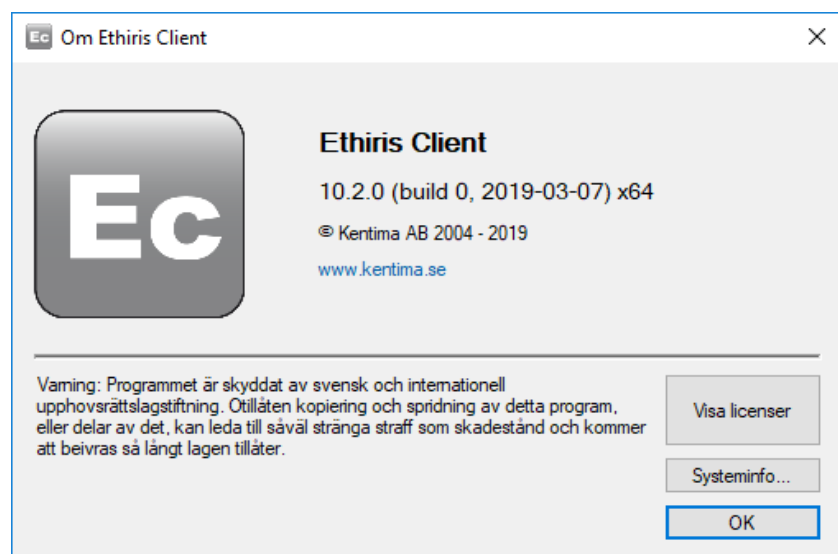 Ec Om Ethiris Client
Ec
Ethiris Client
10.2.0 (build 0, 2019-03-07) x64
© Kentima AB 2004 - 2019
www.kentima.se
Varning: Programmet är skyddat av svensk och internationell
upphovsrättslagstiftning. Otillåten kopiering och spridning av detta program,
eller delar av det, kan leda till såväl stränga straff som skadestånd och kommer
att beivras så långt lagen tillåter.
Visa licenser
Systeminfo...
OK